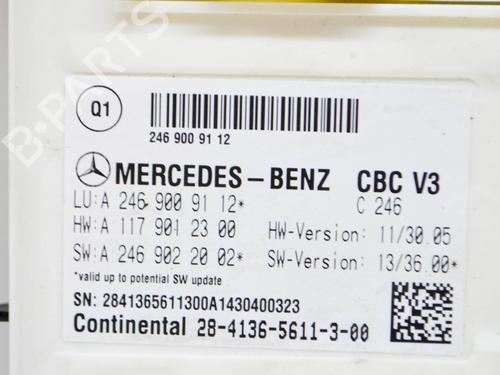 B-PARTS
Q1
246 900 91 12
MERCEDES-BENZ CBC V3
LU:A 246 900 91 12* C 246
HW:A 117 901 23 00 HW-Version: 11/30.05
SW:A 246 902 20 02* SW-Version: 13/36.00*
*valid up to potential SW update
SN: 2841365611300A1430400323
Continental 28-4136-5611-3-00